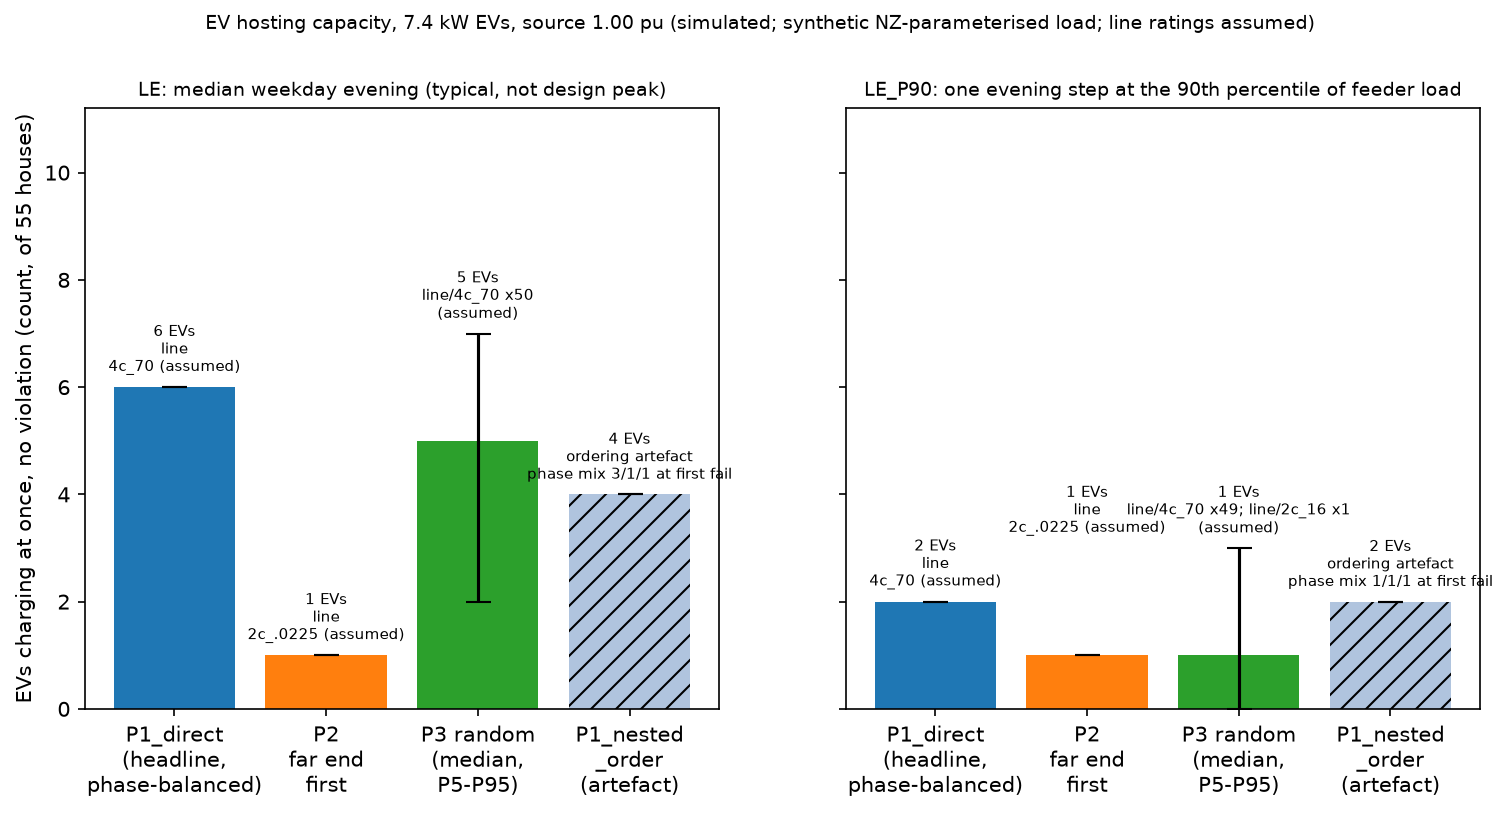 EV hosting capacity, 7.4 kW EVs, source 1.00 pu (simulated; synthetic NZ-parameterised load; line ratings assumed)
LE: median weekday evening (typical, not design peak)
EVs charging at once, no violation (count, of 55 houses)
10
8
6
4
2
0
6 EVs
line
4c_70 (assumed)
1 EVs
line
2c_.0225 (assumed)
5 EVs
line/4c_70 x50
(assumed)
4 EVs
ordering artefact
phase mix 3/1/1 at first fail
P1_direct
(headline,
phase-balanced)
P2
far end
first
P3 random
(median,
P5-P95)
P1_nested
_order
(artefact)
LE_P90: one evening step at the 90th percentile of feeder load
2 EVs
line
4c_70 (assumed)
1 EVs
line
2c_.0225 (assumed)
1 EVs
line/4c_70 x49; line/2c_16 x1
(assumed)
2 EVs
ordering artefact
phase mix 1/1/1 at first fail
P1_direct
(headline,
phase-balanced)
P2
far end
first
P3 random
(median,
P5-P95)
P1_nested
_order
(artefact)